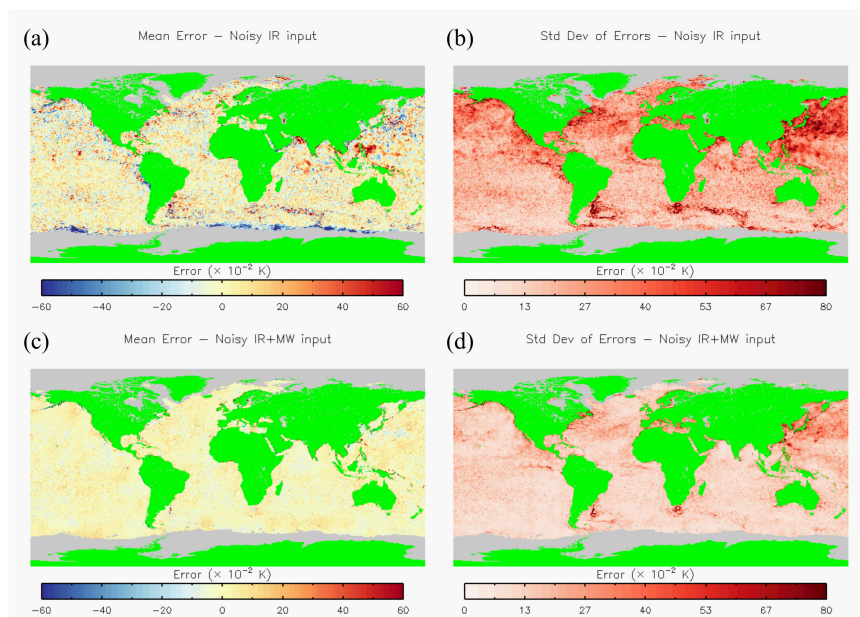 (a)
Mean Error – Noisy IR input
(b)
Std Dev of Errors – Noisy IR input
Error (× 10⁻² K)
-60 -40 -20 0 20 40 60
Error (× 10⁻² K)
0 13 27 40 53 67 80
(c)
Mean Error – Noisy IR+MW input
(d)
Std Dev of Errors – Noisy IR+MW input
Error (× 10⁻² K)
-60 -40 -20 0 20 40 60
Error (× 10⁻² K)
0 13 27 40 53 67 80